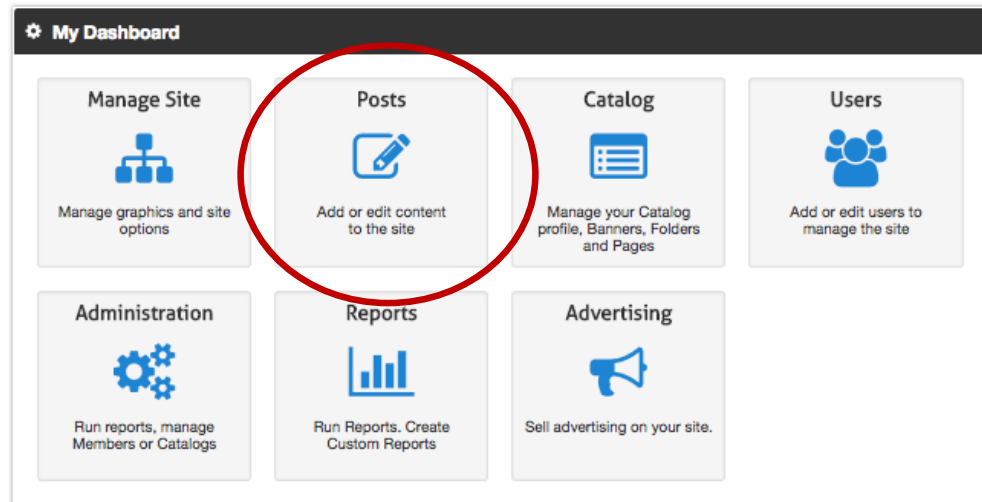 My Dashboard
Manage Site
Manage graphics and site
options
Posts
Add or edit content
to the site
Catalog
Manage your Catalog
profile, Banners, Folders
and Pages
Users
Add or edit users to
manage the site
Administration
Run reports, manage
Members or Catalogs
Reports
Run Reports. Create
Custom Reports
Advertising
Sell advertising on your site.